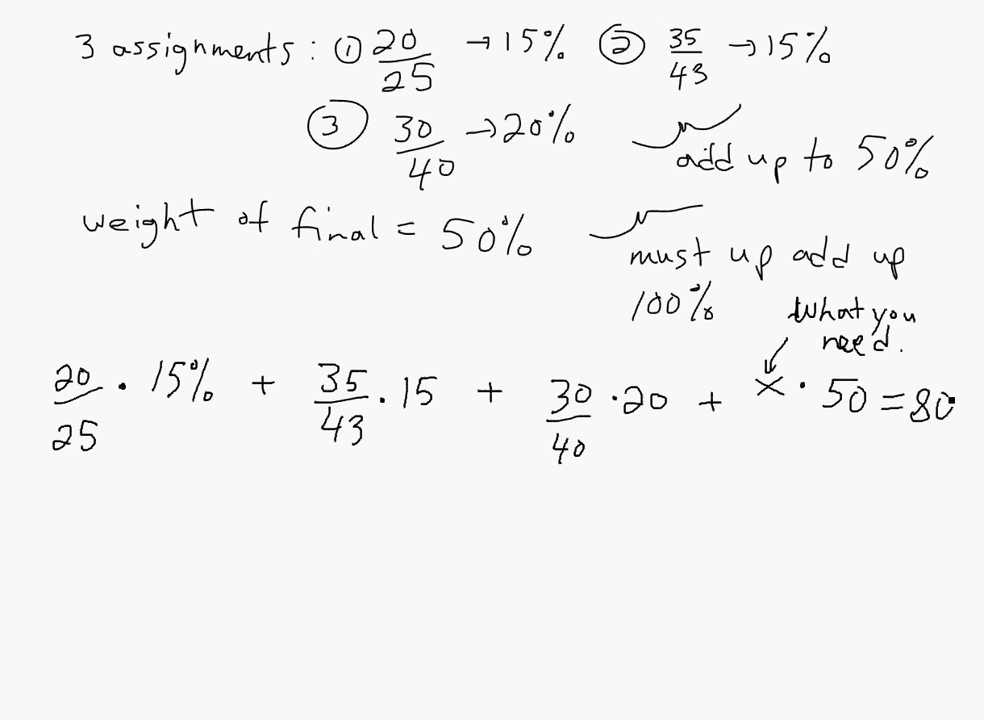 3 assignments: ① 20/25 → 15% ② 35/43 → 15%
③ 30/40 → 20%
add up to 50%
weight of final = 50%
must up add up
100%
What you
need.
20/25 · 15% + 35/43 · 15 + 30/40 · 20 + x · 50 = 80